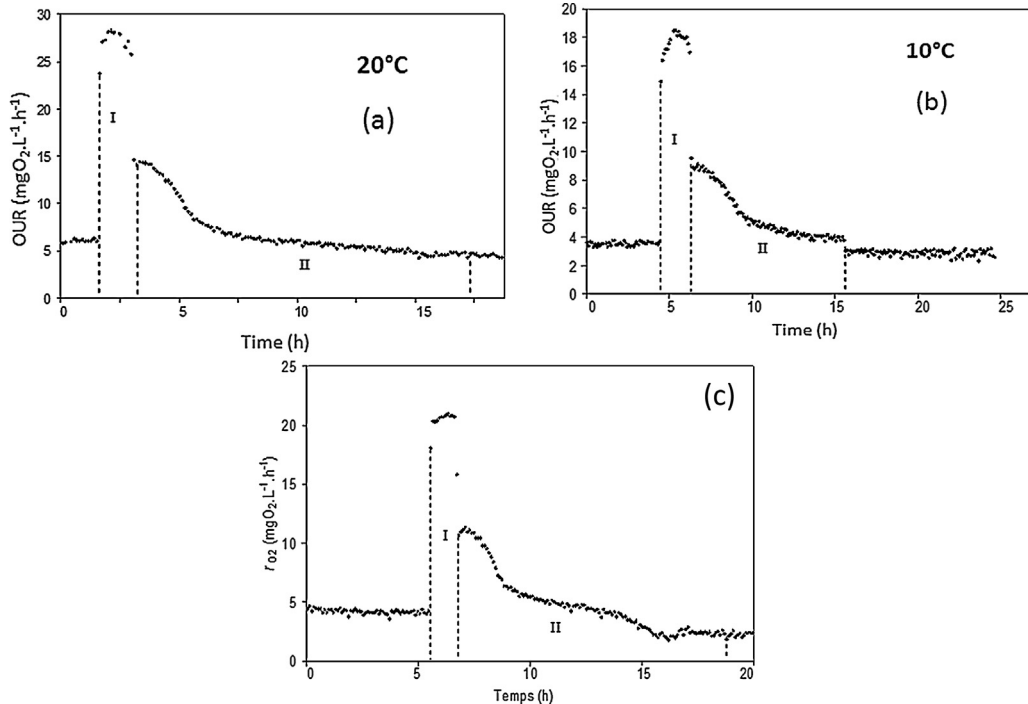 OUR (mgO₂.L⁻¹.h⁻¹)
30
25
20
15
10
5
0
20°C
(a)
I
II
0 5 10 15
Time (h)
OUR (mgO₂.L⁻¹.h⁻¹)
20
18
16
14
12
10
8
6
4
2
0
10°C
(b)
I
II
0 5 10 15 20 25
Time (h)
r O2 (mgO₂.L⁻¹.h⁻¹)
25
20
15
10
5
0
(c)
I
II
0 5 10 15 20
Temps (h)